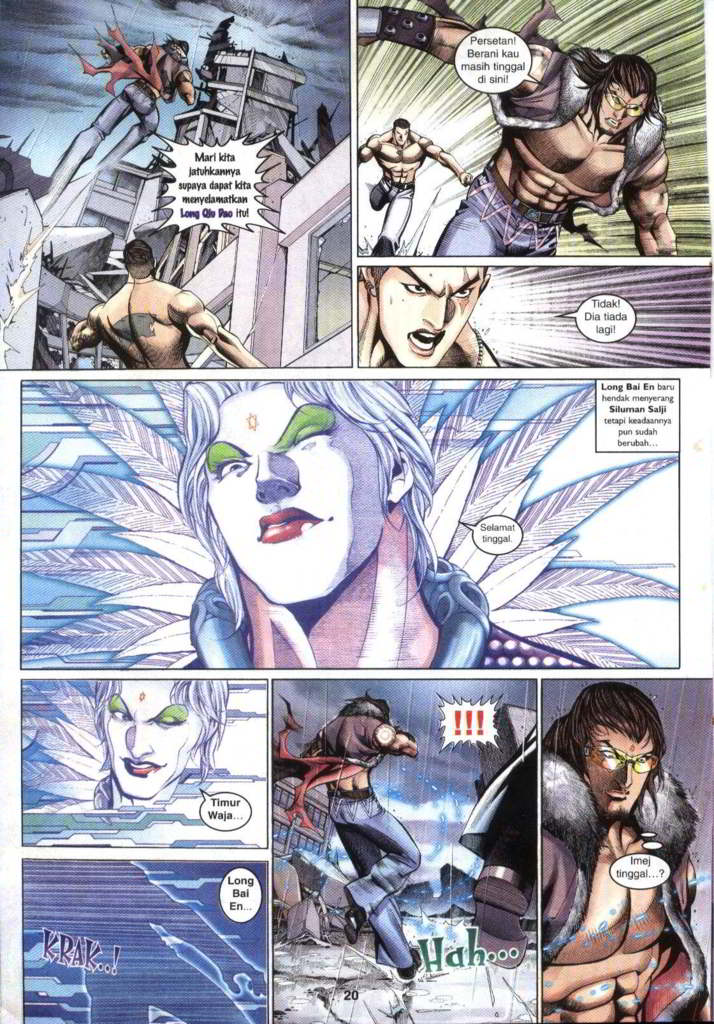 Mari kita
jatuhkannya
supaya dapat kita
menyelamatkan
Long Qiu Dao itu!
Persetan!
Berani kau
masih tinggal
di sini!
Tidak!
Dia tiada
lagi!
Long Bai En baru
hendak menyerang
Siluman Salji
tetapi keadaannya
pun sudah
berubah...
Selamat
tinggal.
Timur
Waja...
Long
Bai
En...
KRAK..!
!!!
Hah...
Imej
tinggal...?
20